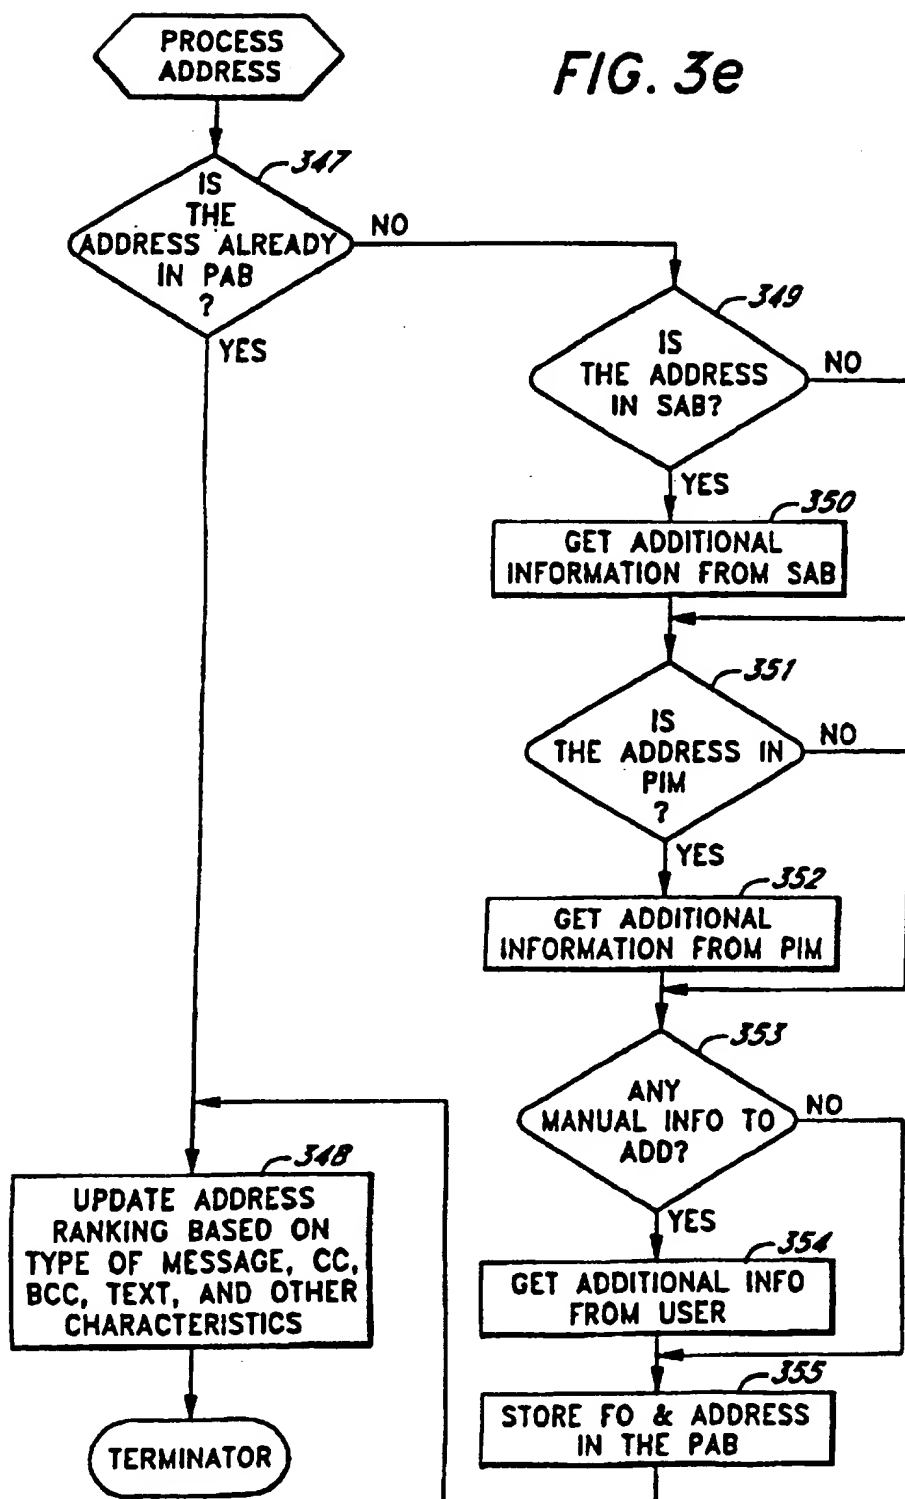 PROCESS
ADDRESS
FIG. 3e
347
IS
THE
ADDRESS ALREADY
IN PAB
?
NO
YES
349
IS
THE ADDRESS
IN SAB?
NO
YES
350
GET ADDITIONAL
INFORMATION FROM SAB
351
IS
THE ADDRESS IN
PIM
?
NO
YES
352
GET ADDITIONAL
INFORMATION FROM PIM
353
ANY
MANUAL INFO TO
ADD?
NO
YES
348
UPDATE ADDRESS
RANKING BASED ON
TYPE OF MESSAGE, CC,
BCC, TEXT, AND OTHER
CHARACTERISTICS
354
GET ADDITIONAL INFO
FROM USER
355
STORE FO & ADDRESS
IN THE PAB
TERMINATOR